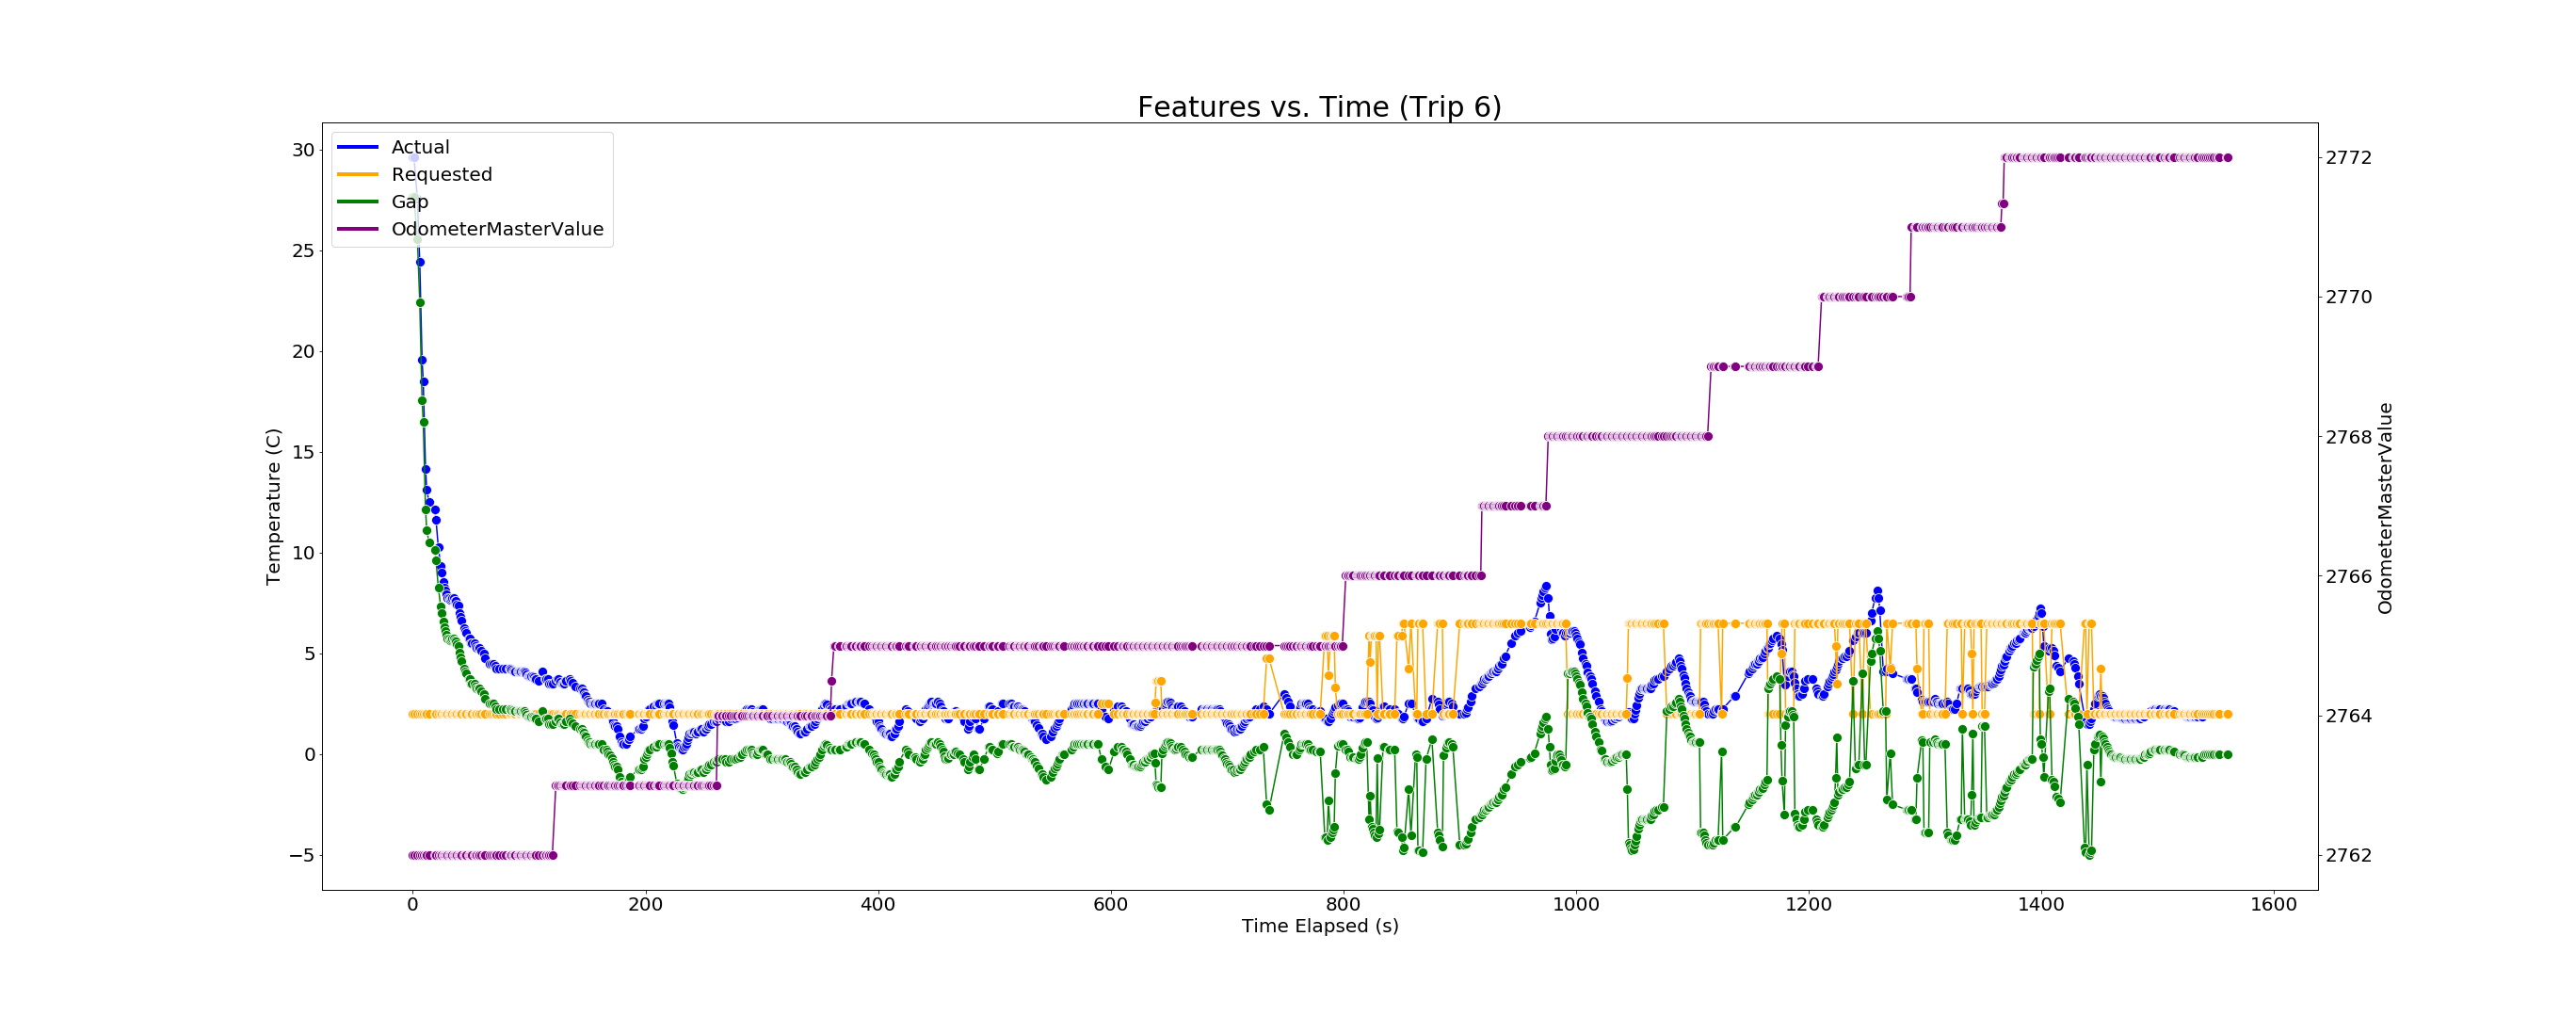 Features vs. Time (Trip 6)
Actual
Requested
Gap
OdometerMasterValue
30
25
20
15
10
5
0
−5
Temperature (C)
2772
2770
2768
2766
2764
2762
OdometerMasterValue
0 200 400 600 800 1000 1200 1400 1600
Time Elapsed (s)